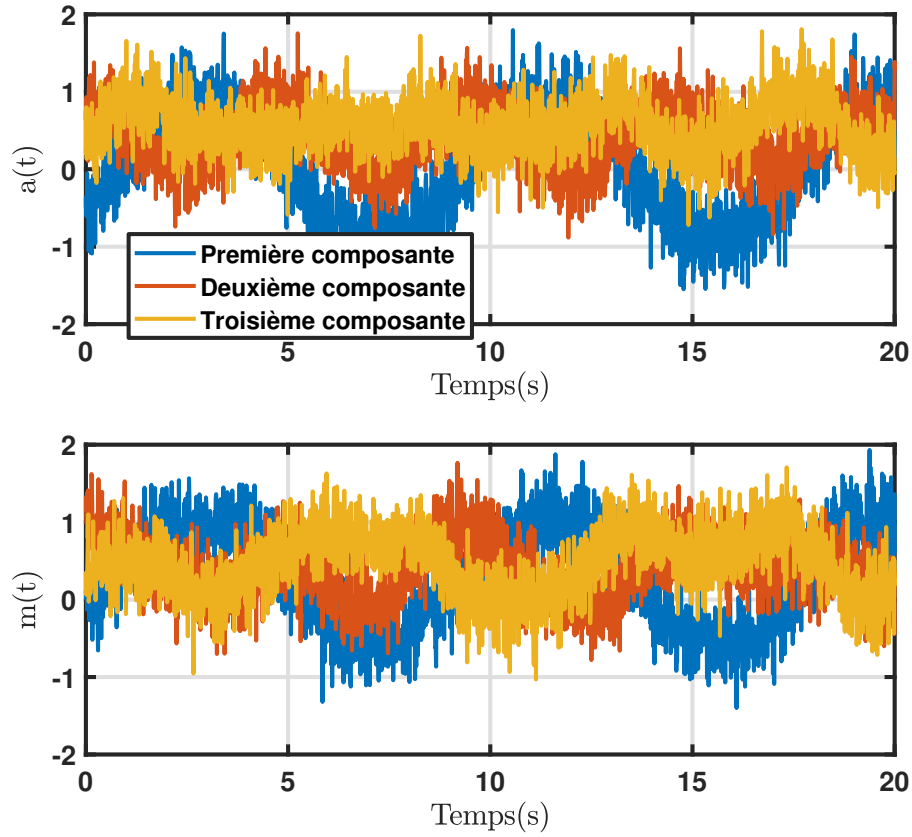 2
1
0
-1
-2
a(t)
Première composante
Deuxième composante
Troisième composante
0 5 10 15 20
Temps(s)
2
1
0
-1
-2
m(t)
0 5 10 15 20
Temps(s)